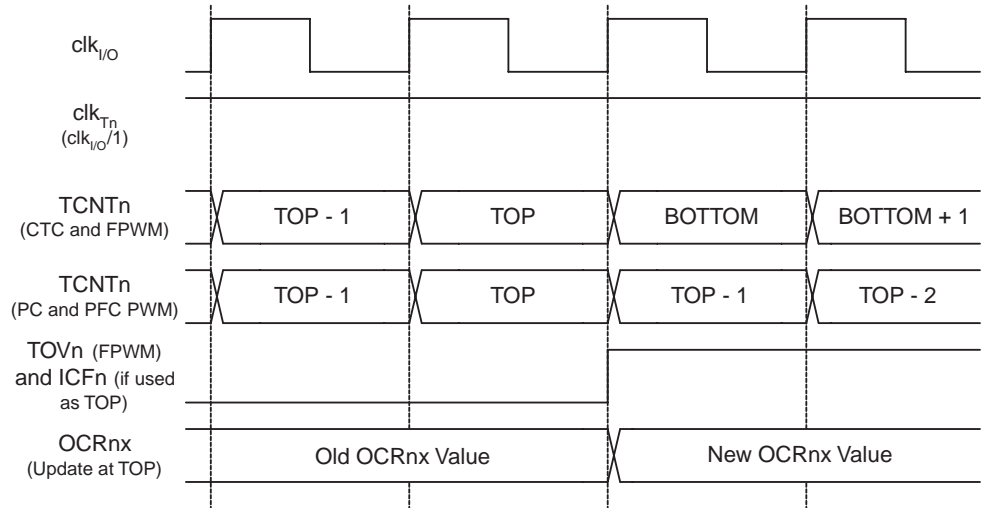 clkI/O
clkTn
(clkI/O/1)
TCNTn
(CTC and FPWM)
TOP - 1
TOP
BOTTOM
BOTTOM + 1
TCNTn
(PC and PFC PWM)
TOP - 1
TOP
TOP - 1
TOP - 2
TOVn (FPWM)
and ICFn (if used
as TOP)
OCRnx
(Update at TOP)
Old OCRnx Value
New OCRnx Value